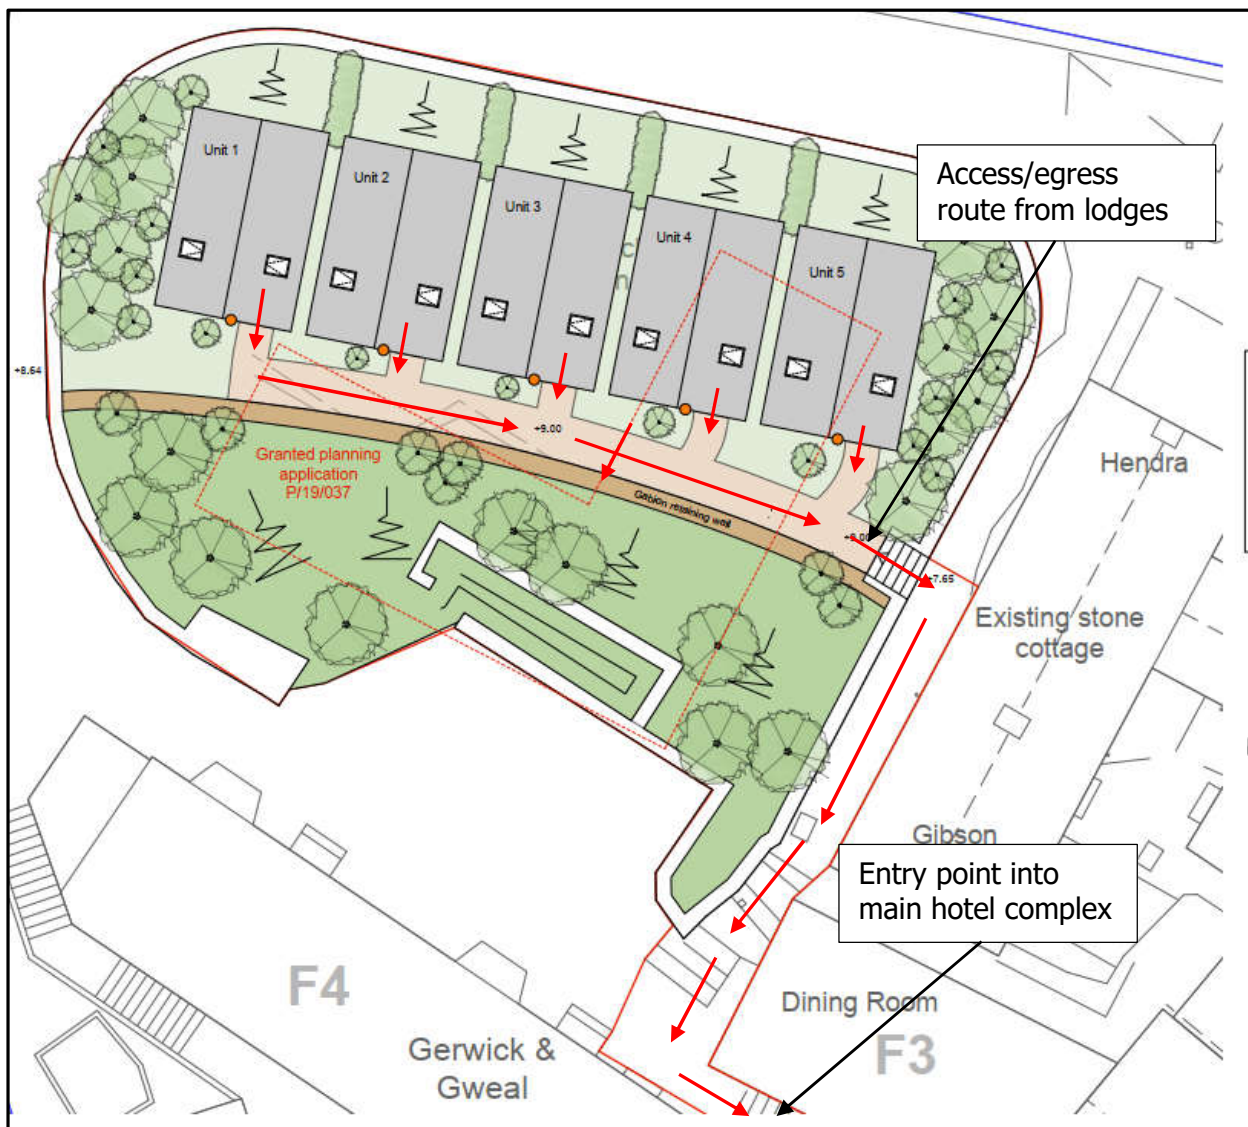 Unit 1
Unit 2
Unit 3
Unit 4
Unit 5
Access/egress
route from lodges
+8.64
+9.00
Granted planning
application
P/19/037
Gabion retaining wall
+9.00
+7.65
Hendra
Existing stone
cottage
Gibson
Entry point into
main hotel complex
Dining Room
F3
F4
Gerwick &
Gweal